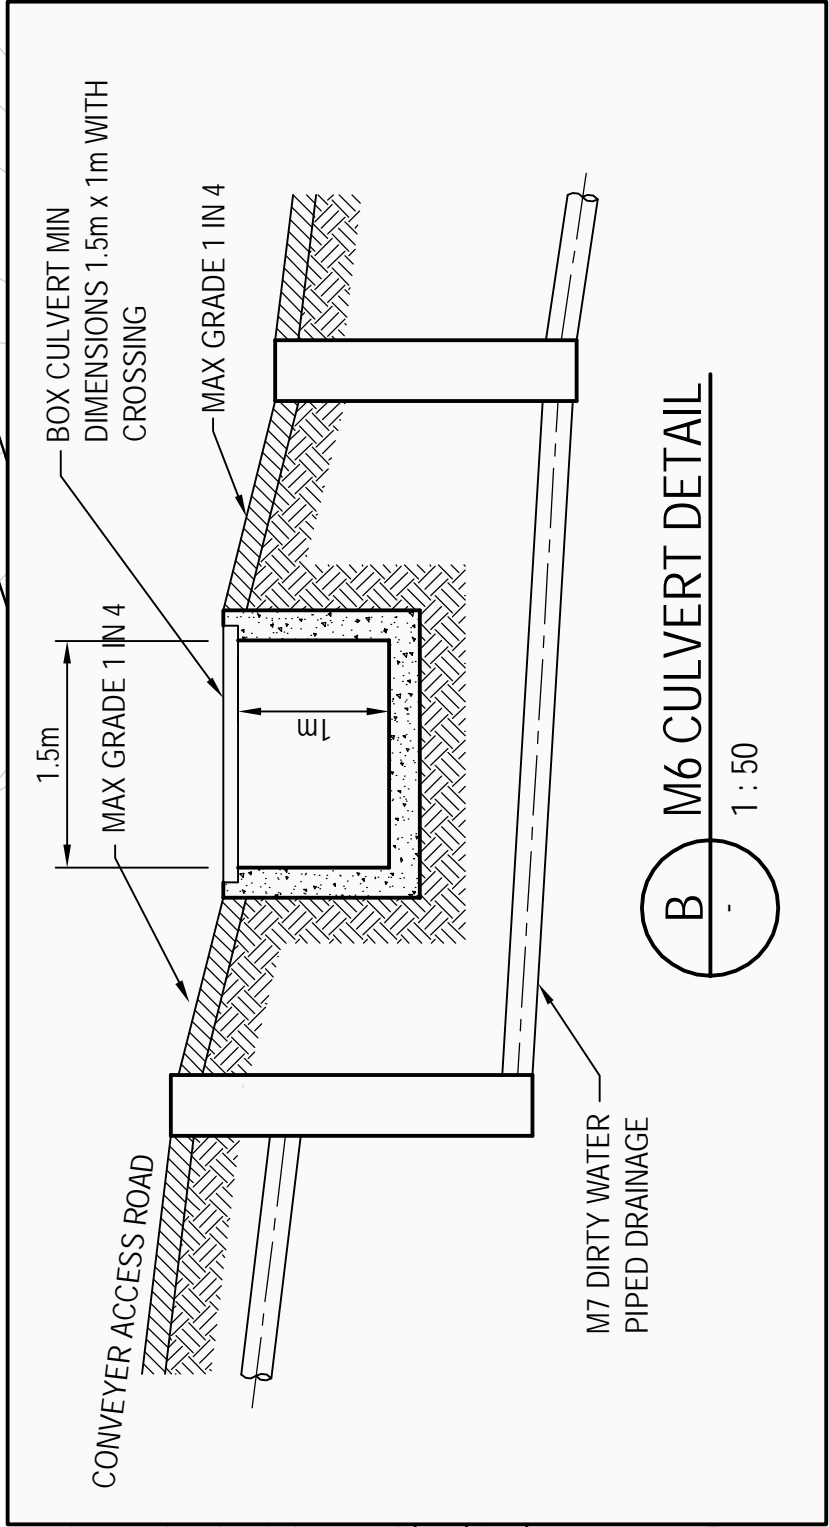 CONVEYER ACCESS ROAD
MAX GRADE 1 IN 4
1.5m
BOX CULVERT MIN
DIMENSIONS 1.5m x 1m WITH
CROSSING
MAX GRADE 1 IN 4
1m
M7 DIRTY WATER
PIPED DRAINAGE
B
-
M6 CULVERT DETAIL
1 : 50